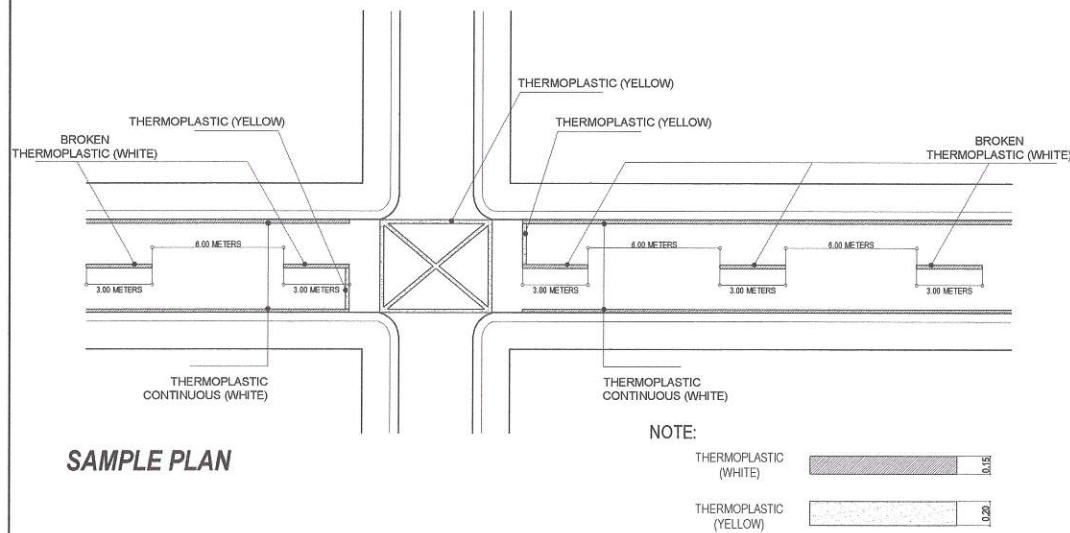 THERMOPLASTIC (YELLOW)
THERMOPLASTIC (YELLOW)
THERMOPLASTIC (YELLOW)
BROKEN
THERMOPLASTIC (WHITE)
BROKEN
THERMOPLASTIC (WHITE)
6.00 METERS
6.00 METERS
6.00 METERS
3.00 METERS
3.00 METERS
3.00 METERS
3.00 METERS
3.00 METERS
THERMOPLASTIC
CONTINUOUS (WHITE)
THERMOPLASTIC
CONTINUOUS (WHITE)
SAMPLE PLAN
NOTE:
THERMOPLASTIC
(WHITE)
0.15
THERMOPLASTIC
(YELLOW)
0.20